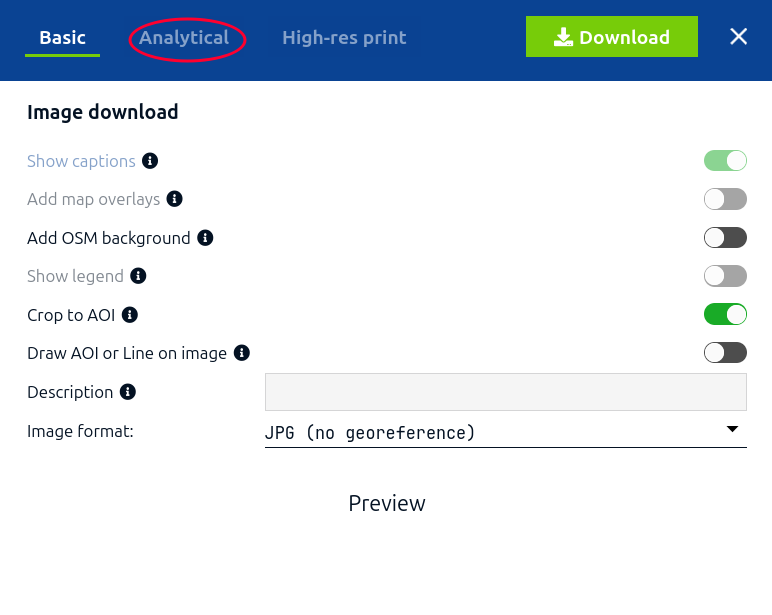 Basic Analytical High-res print Download
Image download
Show captions
Add map overlays
Add OSM background
Show legend
Crop to AOI
Draw AOI or Line on image
Description
Image format: JPG (no georeference)
Preview